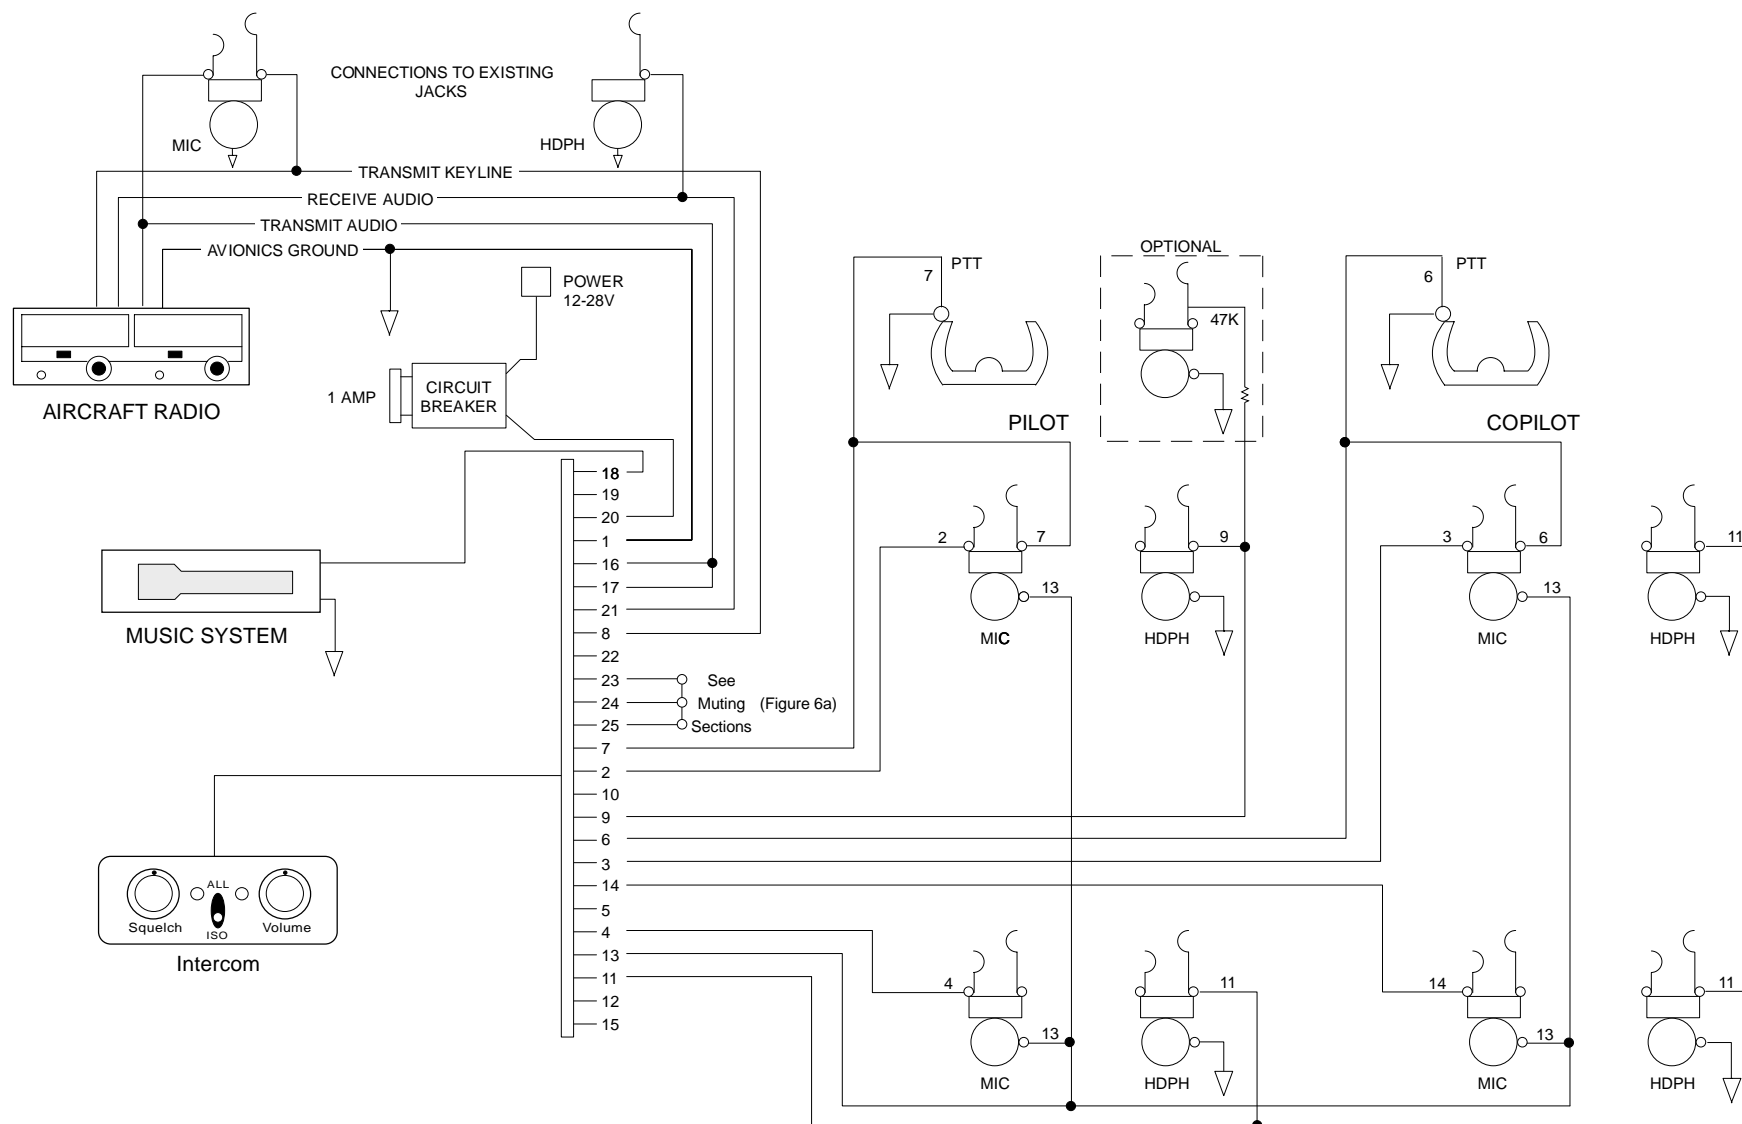 CONNECTIONS TO EXISTING
JACKS
MIC
HDPH
TRANSMIT KEYLINE
RECEIVE AUDIO
TRANSMIT AUDIO
AVIONICS GROUND
POWER
12-28V
1 AMP
CIRCUIT
BREAKER
AIRCRAFT RADIO
OPTIONAL
7
PTT
47K
6
PTT
PILOT
COPILOT
18
19
20
1
16
17
21
8
22
23
24
25
7
2
10
9
6
3
14
5
4
13
11
12
15
See
Muting (Figure 6a)
Sections
MUSIC SYSTEM
2
7
13
MIC
9
HDPH
3
6
13
MIC
11
HDPH
ALL
Squelch
Volume
ISO
Intercom
4
13
MIC
11
HDPH
14
13
MIC
11
HDPH